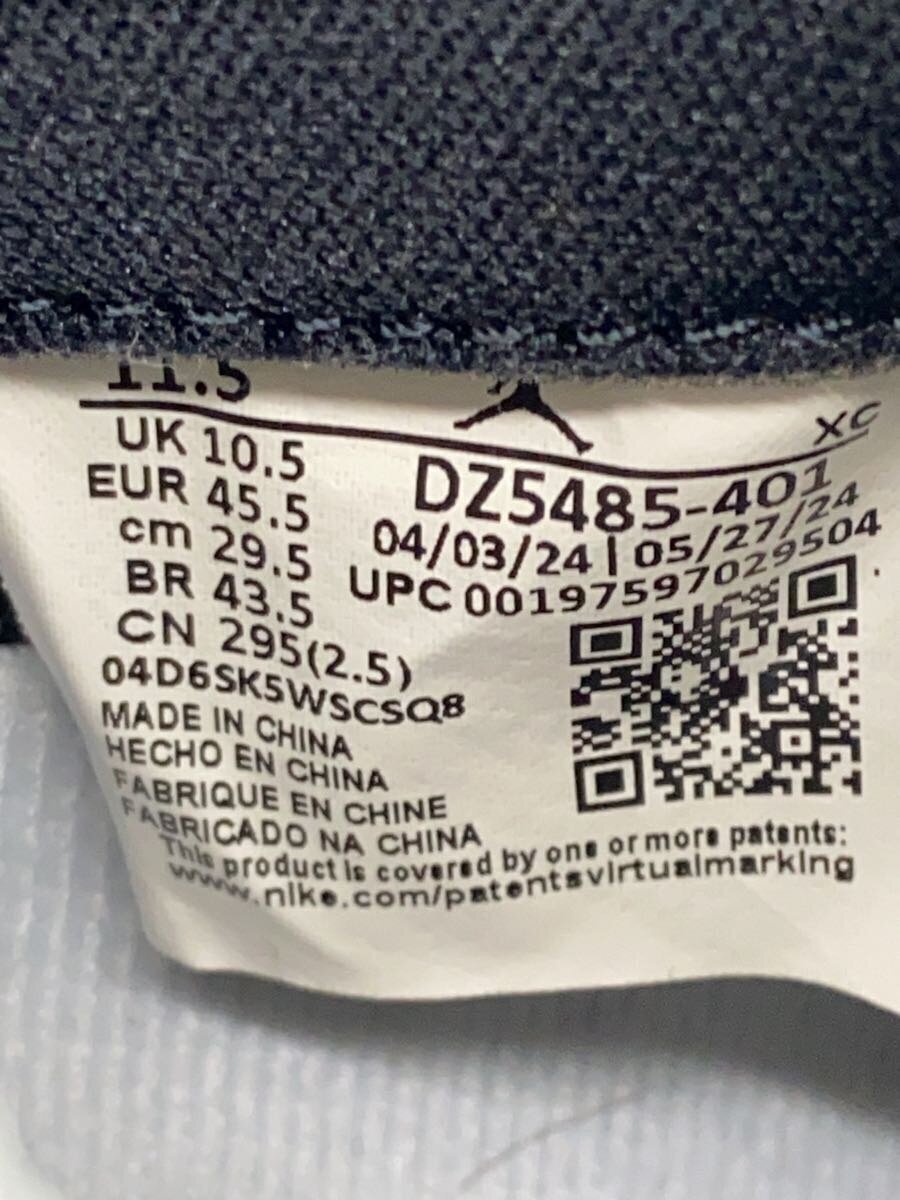 11.5
XC
UK 10.5
EUR 45.5
cm 29.5
BR 43.5
CN 295(2.5)
DZ5485-401
04/03/24 | 05/27/24
UPC 00197597029504
04D6SK5WSCSQ8
MADE IN CHINA
HECHO EN CHINA
FABRIQUE EN CHINE
FABRICADO NA CHINA
This product is covered by one or more patents:
www.nike.com/patentsvirtualmarking